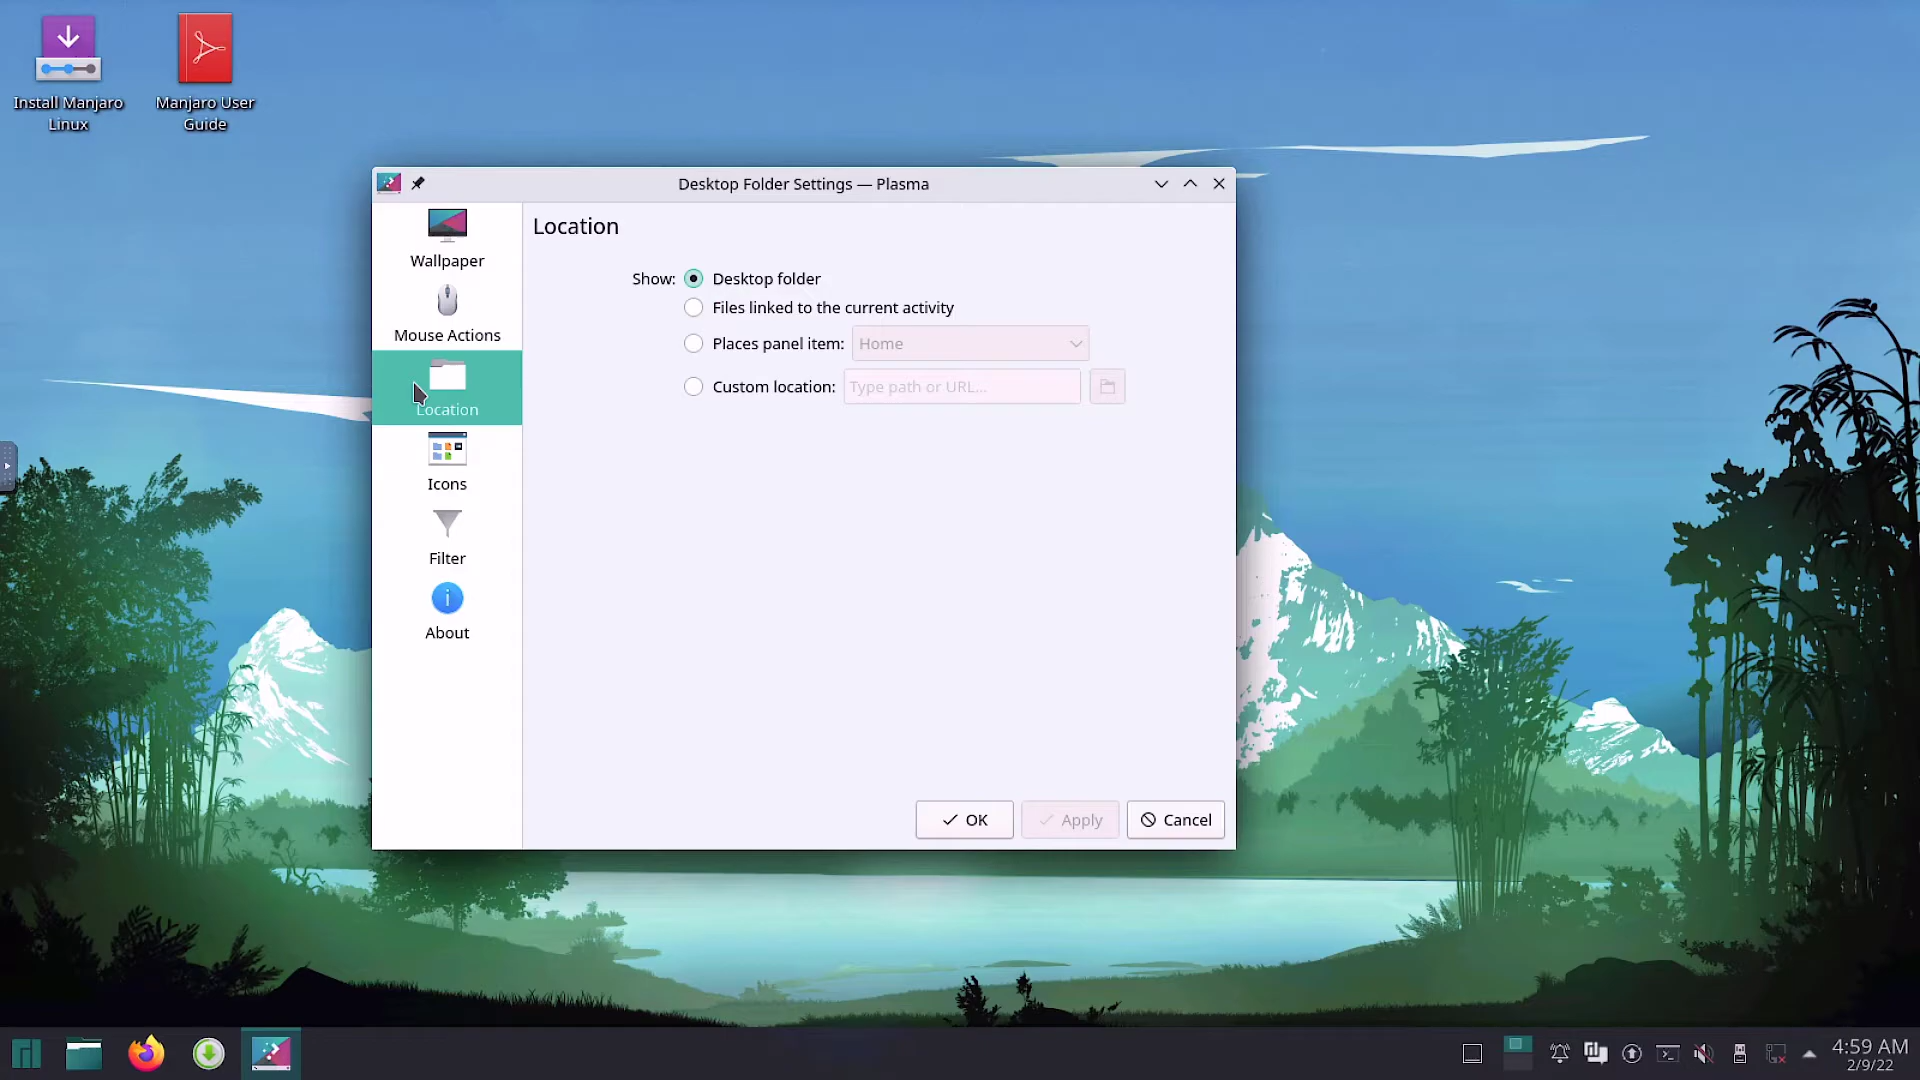 Install Manjaro
Linux
Manjaro User
Guide
Desktop Folder Settings — Plasma
Wallpaper
Mouse Actions
Location
Icons
Filter
About
Location
Show: Desktop folder
Files linked to the current activity
Places panel item: Home
Custom location: Type path or URL...
OK
Apply
Cancel
4:59 AM
2/9/22